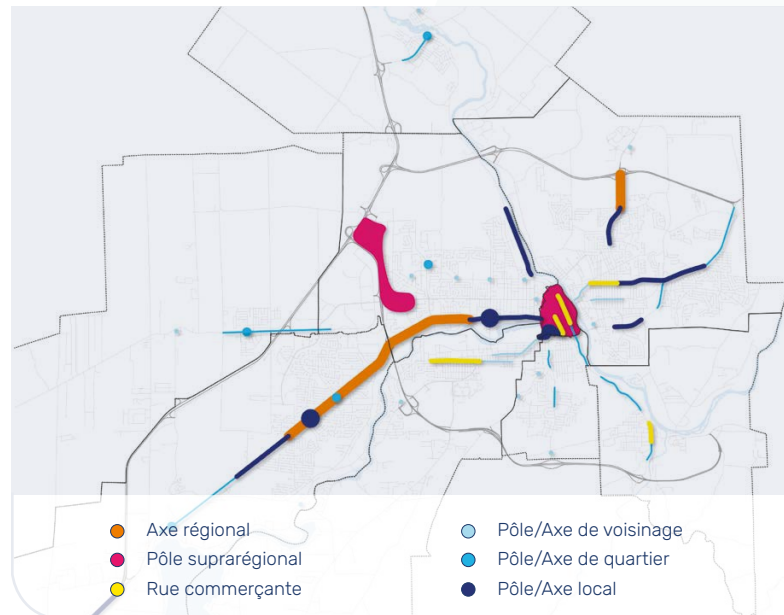 Axe régional
Pôle suprarégional
Rue commerçante
Pôle/Axe de voisinage
Pôle/Axe de quartier
Pôle/Axe local